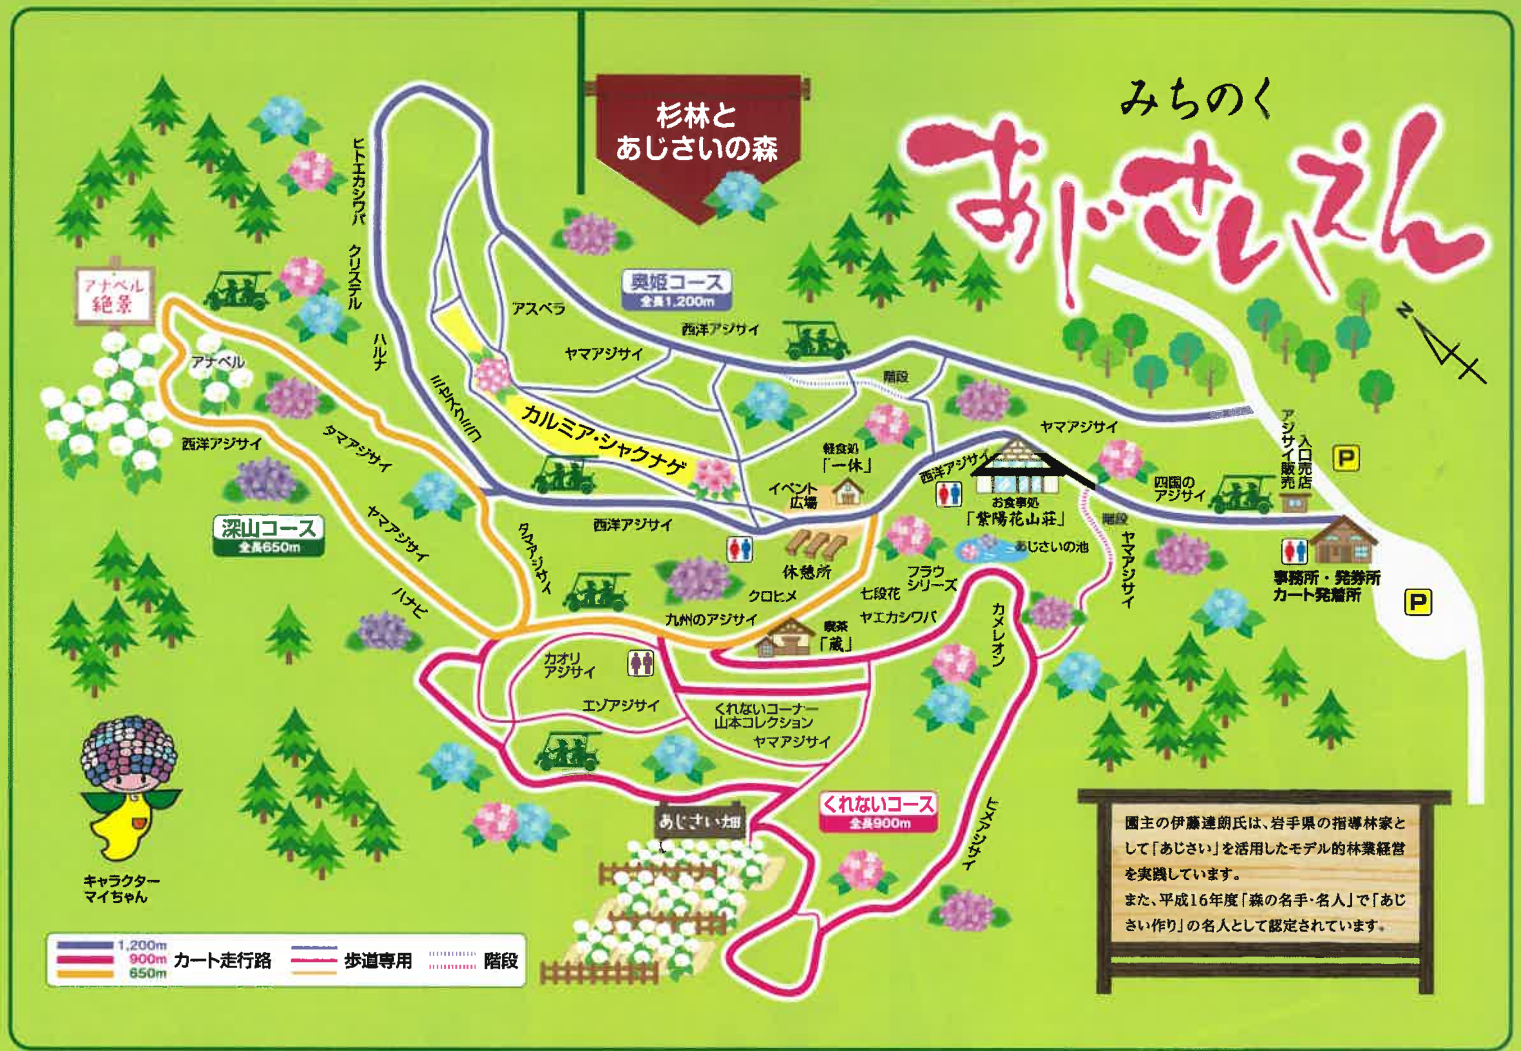 みちのく
あじさいえん
杉林と
あじさいの森
ヒトエカシワバ
クリステル
ハルナ
アナベル
絶景
アナベル
奥姫コース
全長1,200m
アスベラ
ヤマアジサイ
西洋アジサイ
階段
ヤマアジサイ
ミセスクミコ
カルミア・シャクナゲ
軽食処
「一休」
イベント
広場
西洋アジサイ
お食事処
「紫陽花山荘」
四国の
アジサイ
入口売店
アジサイ販売
P
西洋アジサイ
タマアジサイ
深山コース
全長650m
ヤマアジサイ
ハナビ
タマアジサイ
西洋アジサイ
休憩所
あじさいの池
階段
ヤマアジサイ
事務所・発券所
カート発着所
P
クロヒメ
七段花
フラウ
シリーズ
ヤエカシワバ
九州のアジサイ
喫茶
「蔵」
カメレオン
カオリ
アジサイ
エゾアジサイ
くれないコーナー
山本コレクション
ヤマアジサイ
くれないコース
全長900m
あじさい畑
ヒメアジサイ
キャラクター
マイちゃん
1,200m
900m
650m
カート走行路
歩道専用
階段
N
園主の伊藤達朗氏は、岩手県の指導林家と
して「あじさい」を活用したモデル的林業経営
を実践しています。
また、平成16年度「森の名手・名人」で「あじ
さい作り」の名人として認定されています。